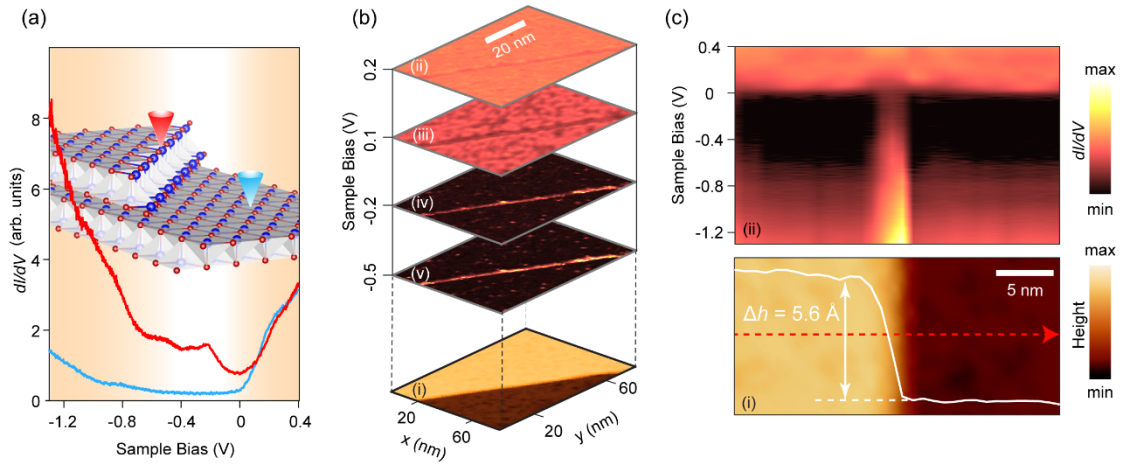 (a)
dI/dV (arb. units)
8
6
4
2
0
-1.2
-0.8
-0.4
0
0.4
Sample Bias (V)
(b)
20 nm
Sample Bias (V)
0.2
0.1
-0.2
-0.5
(ii)
(iii)
(iv)
(v)
(i)
20
60
x (nm)
20
60
y (nm)
(c)
Sample Bias (V)
0.4
0
-0.4
-0.8
-1.2
(ii)
max
dI/dV
min
5 nm
Δh = 5.6 Å
(i)
max
Height
min